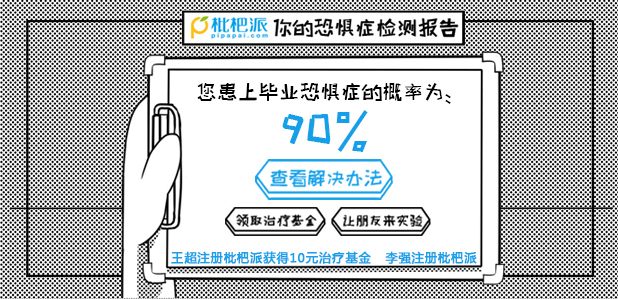 枇杷派 你的恐惧症检测报告
pipapai.com
您患上毕业恐惧症的概率为、
90%
查看解决办法
领取治疗基金 让朋友来实验
王超注册枇杷派获得10元治疗基金 李强注册枇杷派